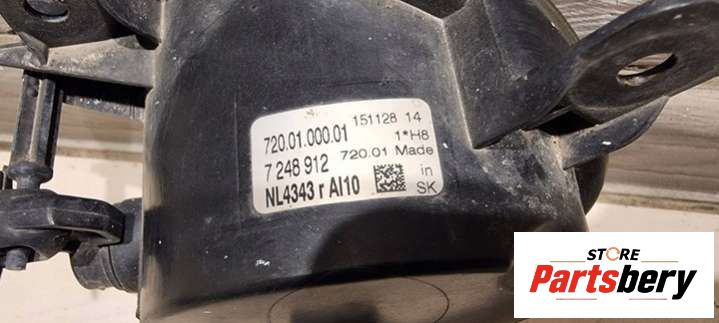 720.01.000.01 151128 14
1*H8
7 248 912 720.01 Made
in
NL4343 r AI10 SK
STORE
Partsbery